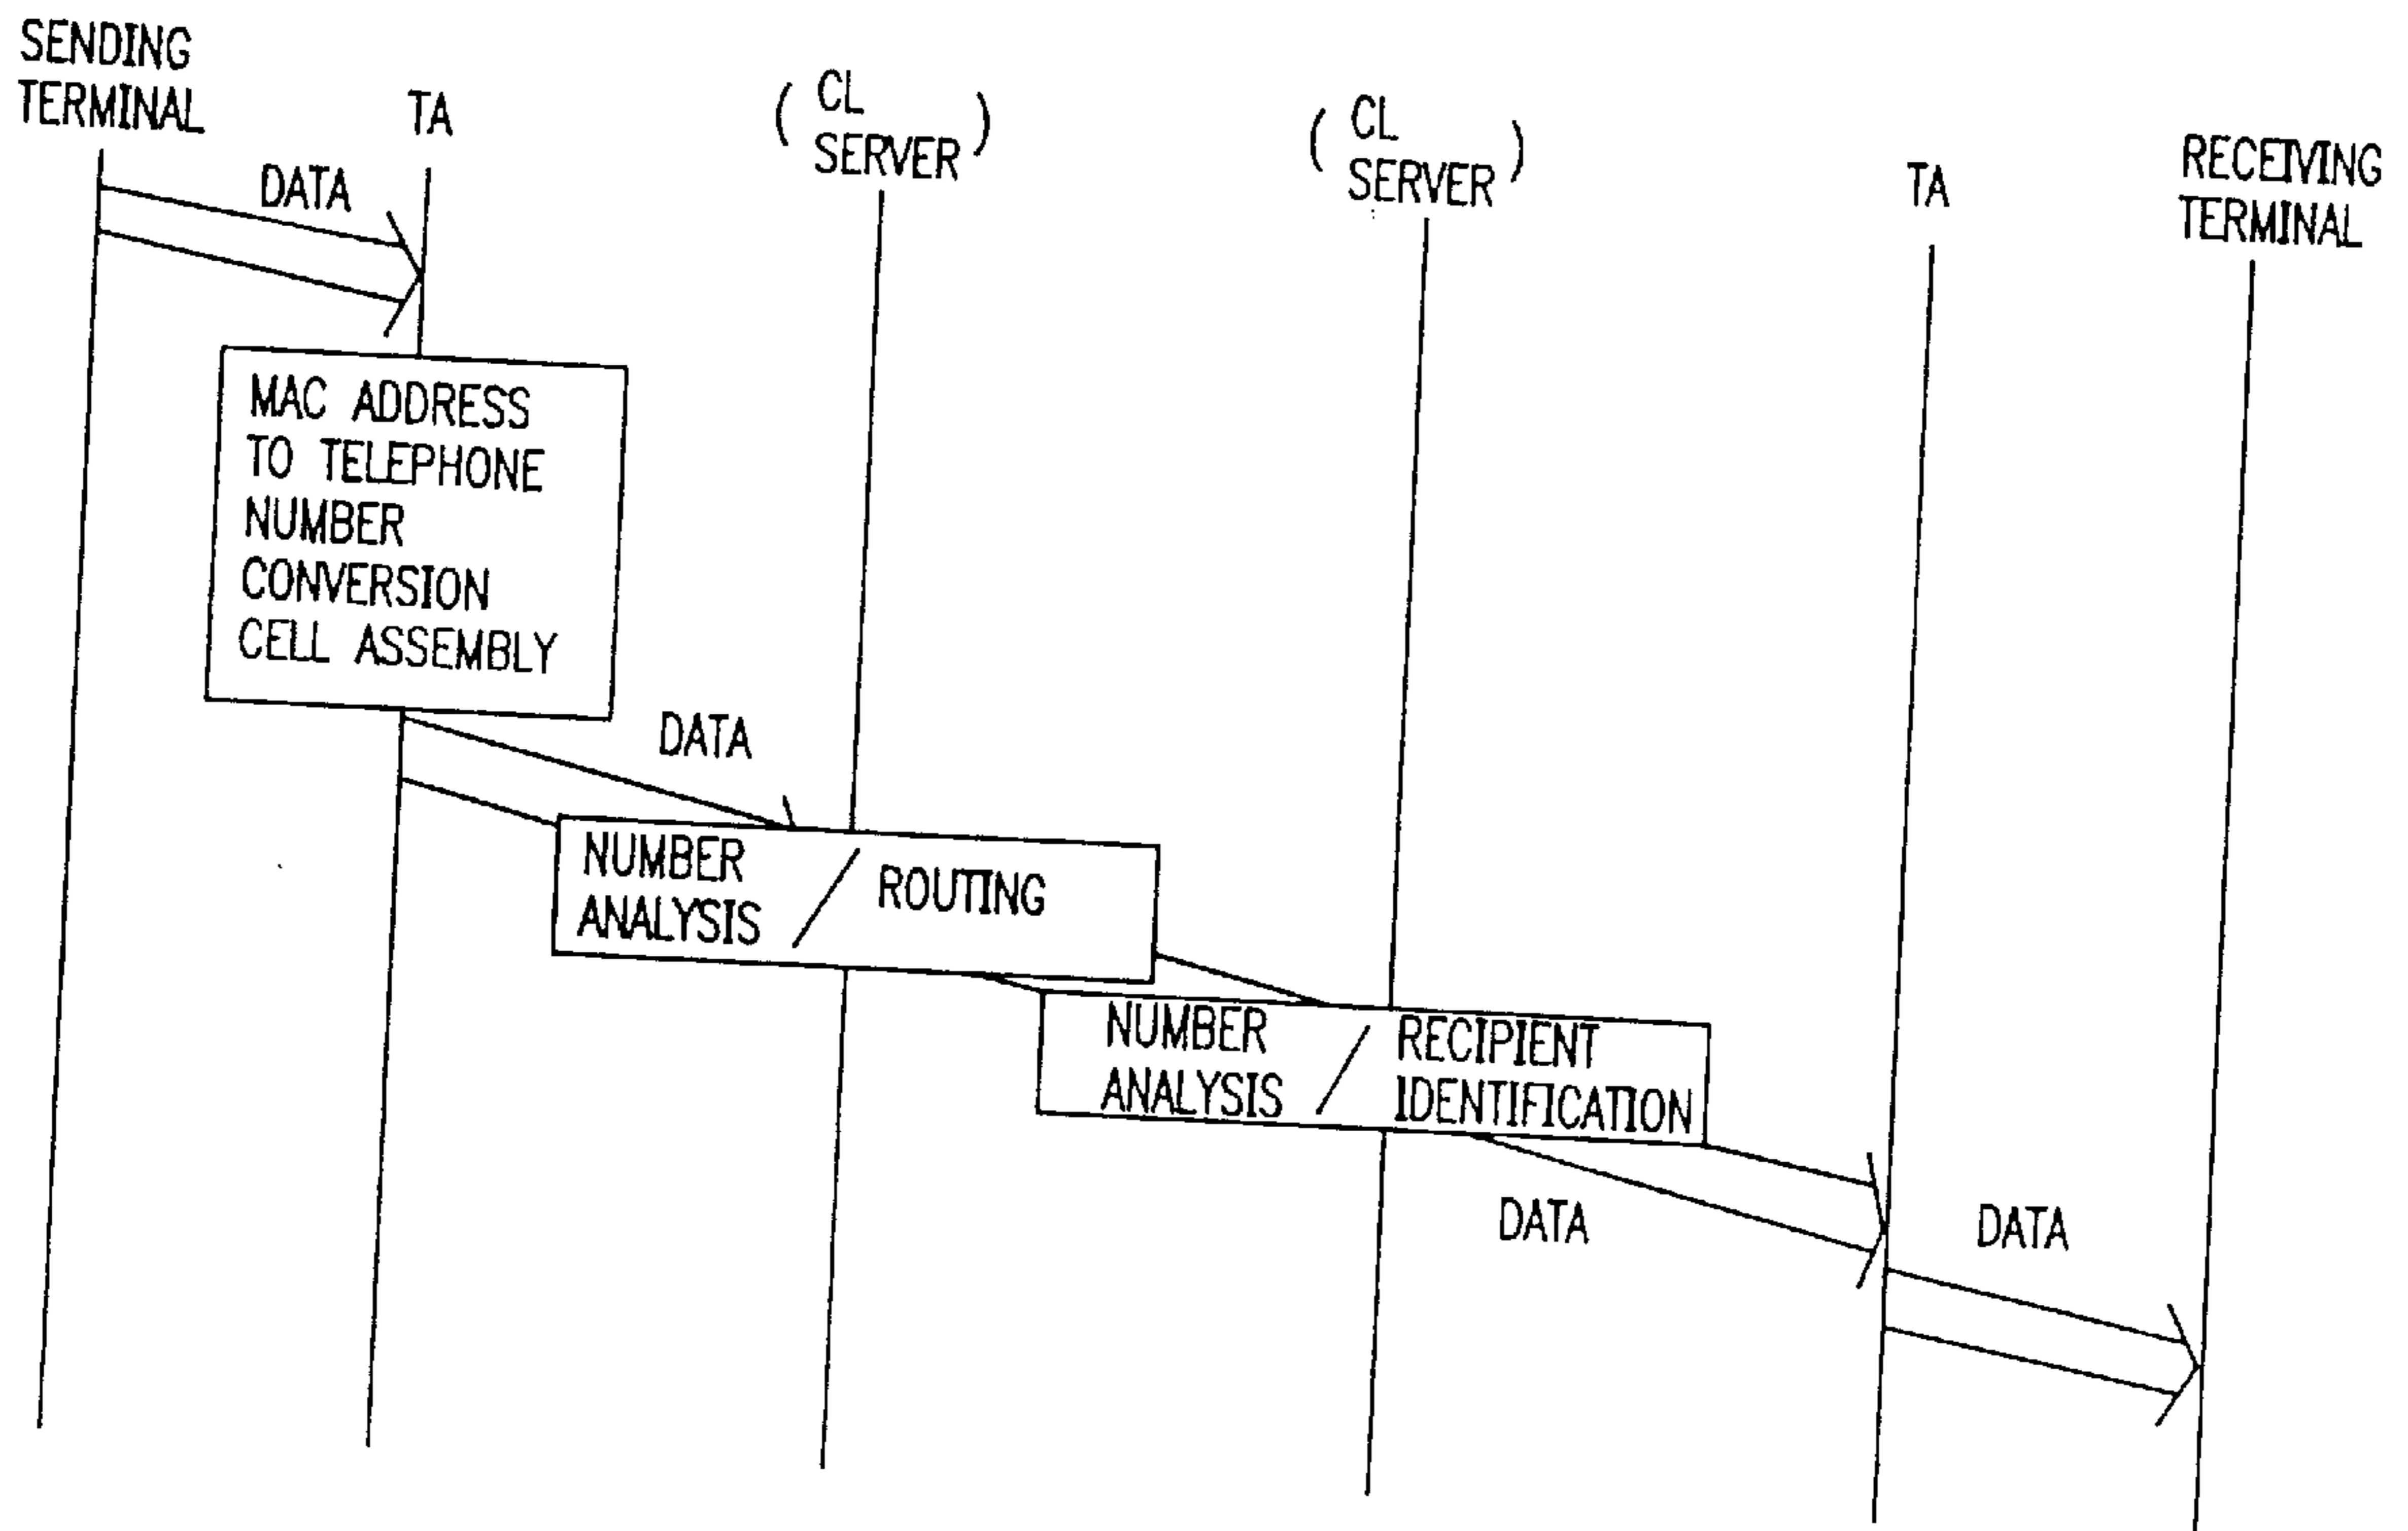 SENDING
TERMINAL
TA
( CL
SERVER )
( CL
SERVER )
TA
RECEIVING
TERMINAL
DATA
MAC ADDRESS
TO TELEPHONE
NUMBER
CONVERSION
CELL ASSEMBLY
DATA
NUMBER
ANALYSIS / ROUTING
NUMBER
ANALYSIS / RECIPIENT
IDENTIFICATION
DATA
DATA